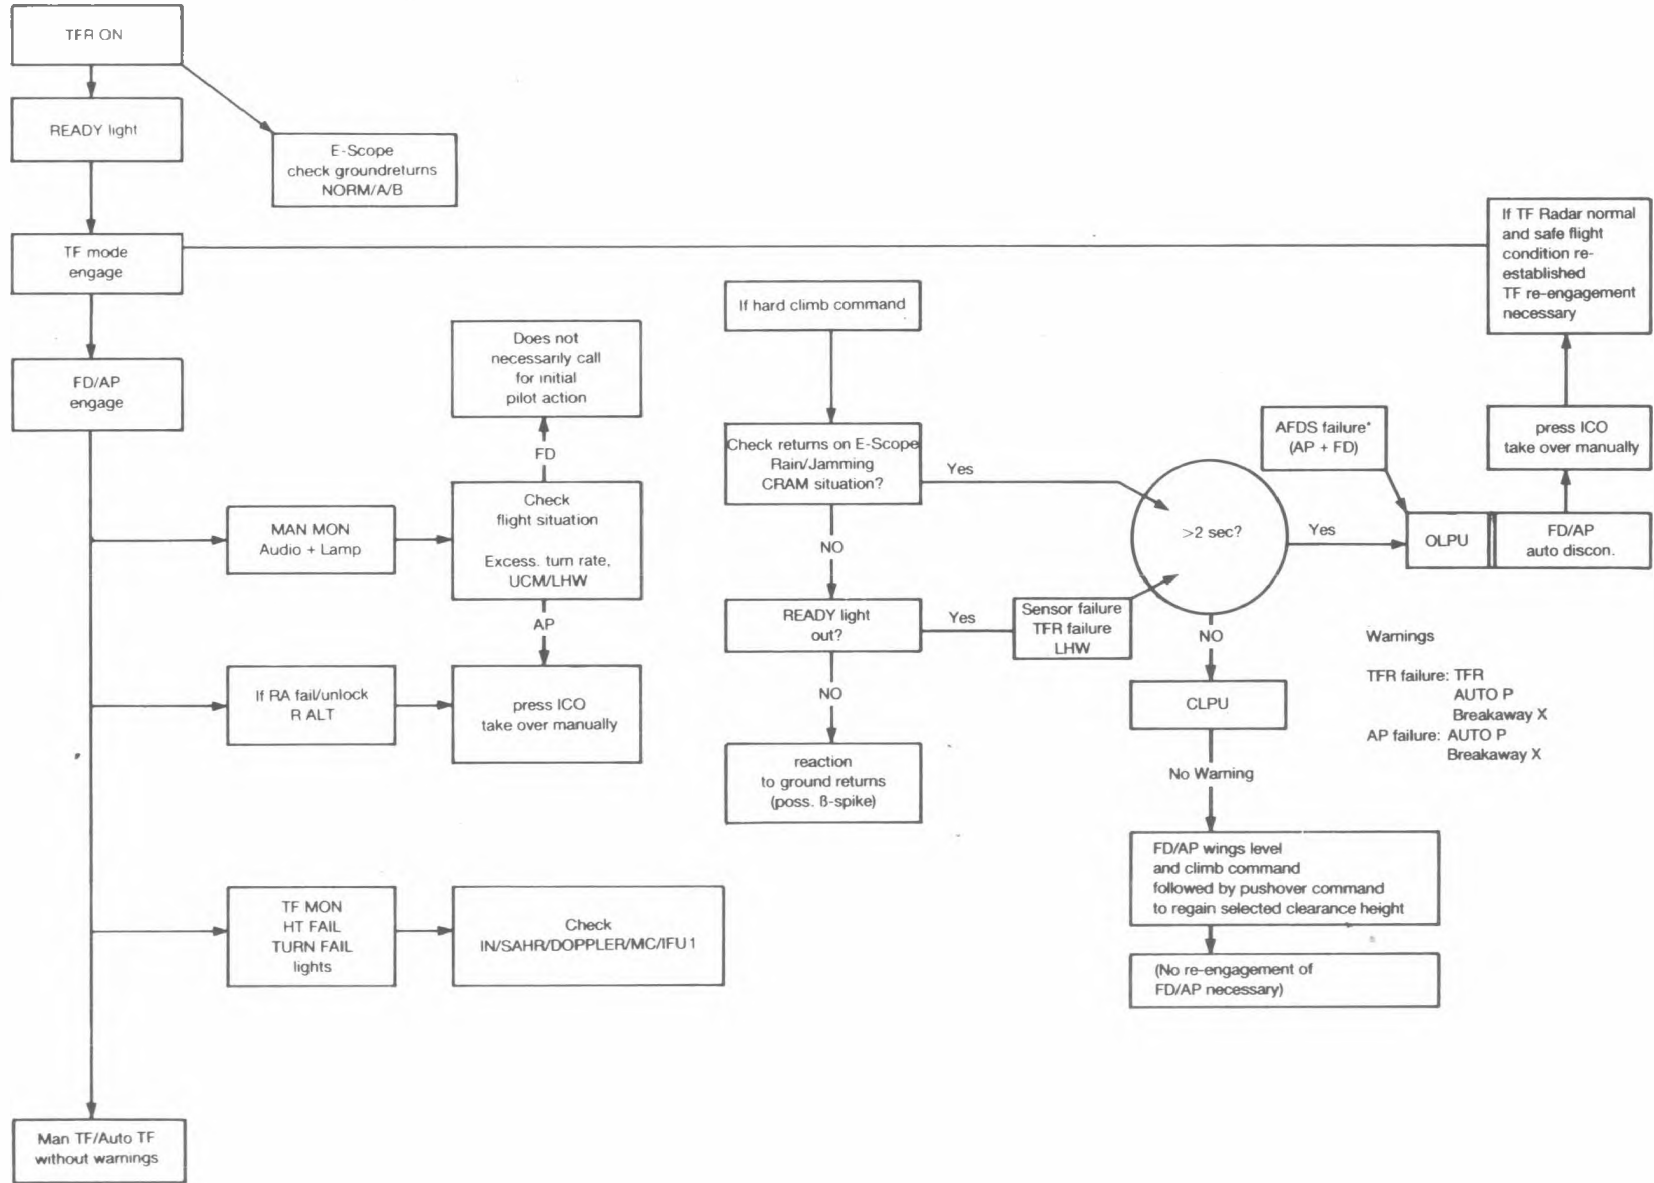 TFR ON
READY light
E-Scope
check groundreturns
NORM/A/B
TF mode
engage
FD/AP
engage
MAN MON
Audio + Lamp
Does not
necessarily call
for initial
pilot action
FD
Check
flight situation
Excess. turn rate,
UCM/LHW
AP
If RA fail/unlock
R ALT
press ICO
take over manually
TF MON
HT FAIL
TURN FAIL
lights
Check
IN/SAHR/DOPPLER/MC/IFU1
Man TF/Auto TF
without warnings
If hard climb command
Check returns on E-Scope
Rain/Jamming
CRAM situation?
Yes
NO
READY light
out?
Yes
Sensor failure
TFR failure
LHW
NO
reaction
to ground returns
(poss. ß-spike)
>2 sec?
Yes
NO
CLPU
No Warning
FD/AP wings level
and climb command
followed by pushover command
to regain selected clearance height
(No re-engagement of
FD/AP necessary)
AFDS failure*
(AP + FD)
OLPU
FD/AP
auto discon.
press ICO
take over manually
If TF Radar normal
and safe flight
condition re-
established
TF re-engagement
necessary
Warnings
TFR failure: TFR
AUTO P
Breakaway X
AP failure: AUTO P
Breakaway X